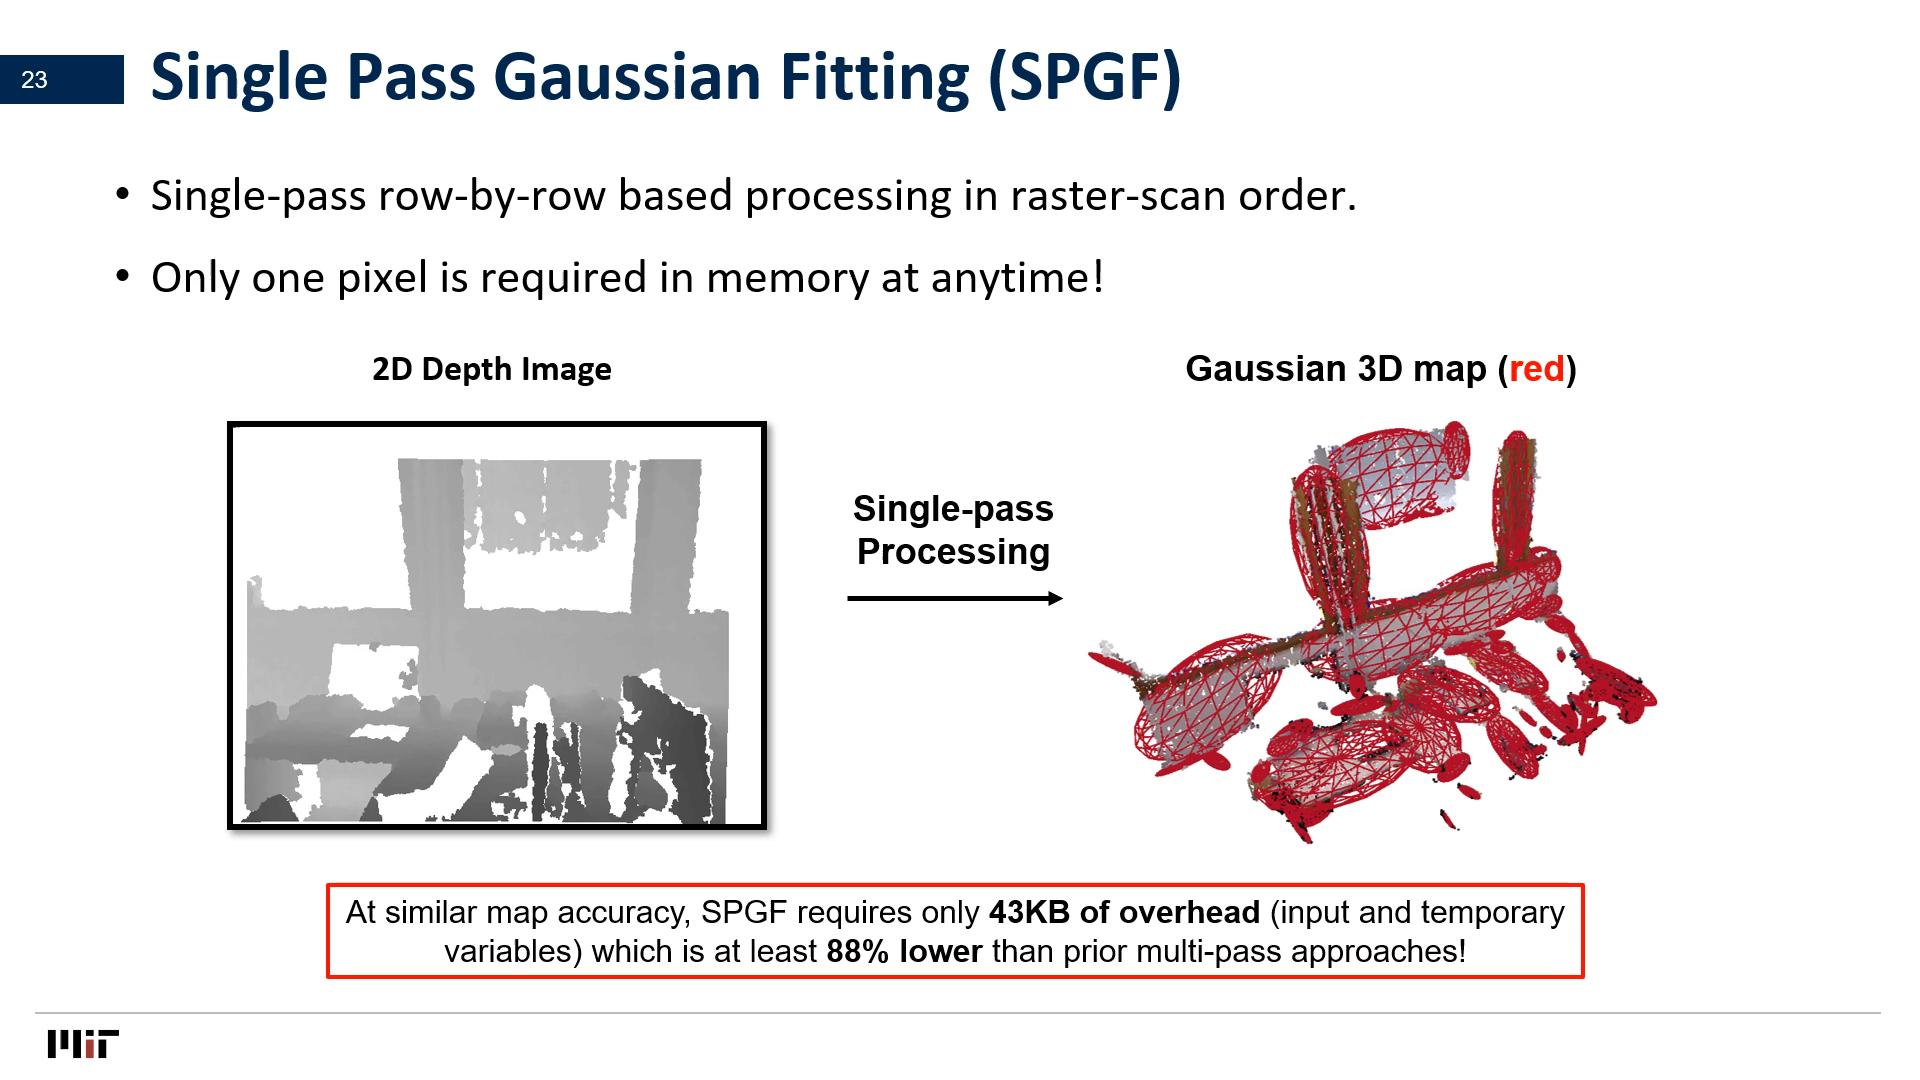 23
Single Pass Gaussian Fitting (SPGF)
• Single-pass row-by-row based processing in raster-scan order.
• Only one pixel is required in memory at anytime!
2D Depth Image
Gaussian 3D map (red)
Single-pass
Processing
At similar map accuracy, SPGF requires only 43KB of overhead (input and temporary
variables) which is at least 88% lower than prior multi-pass approaches!
MIT